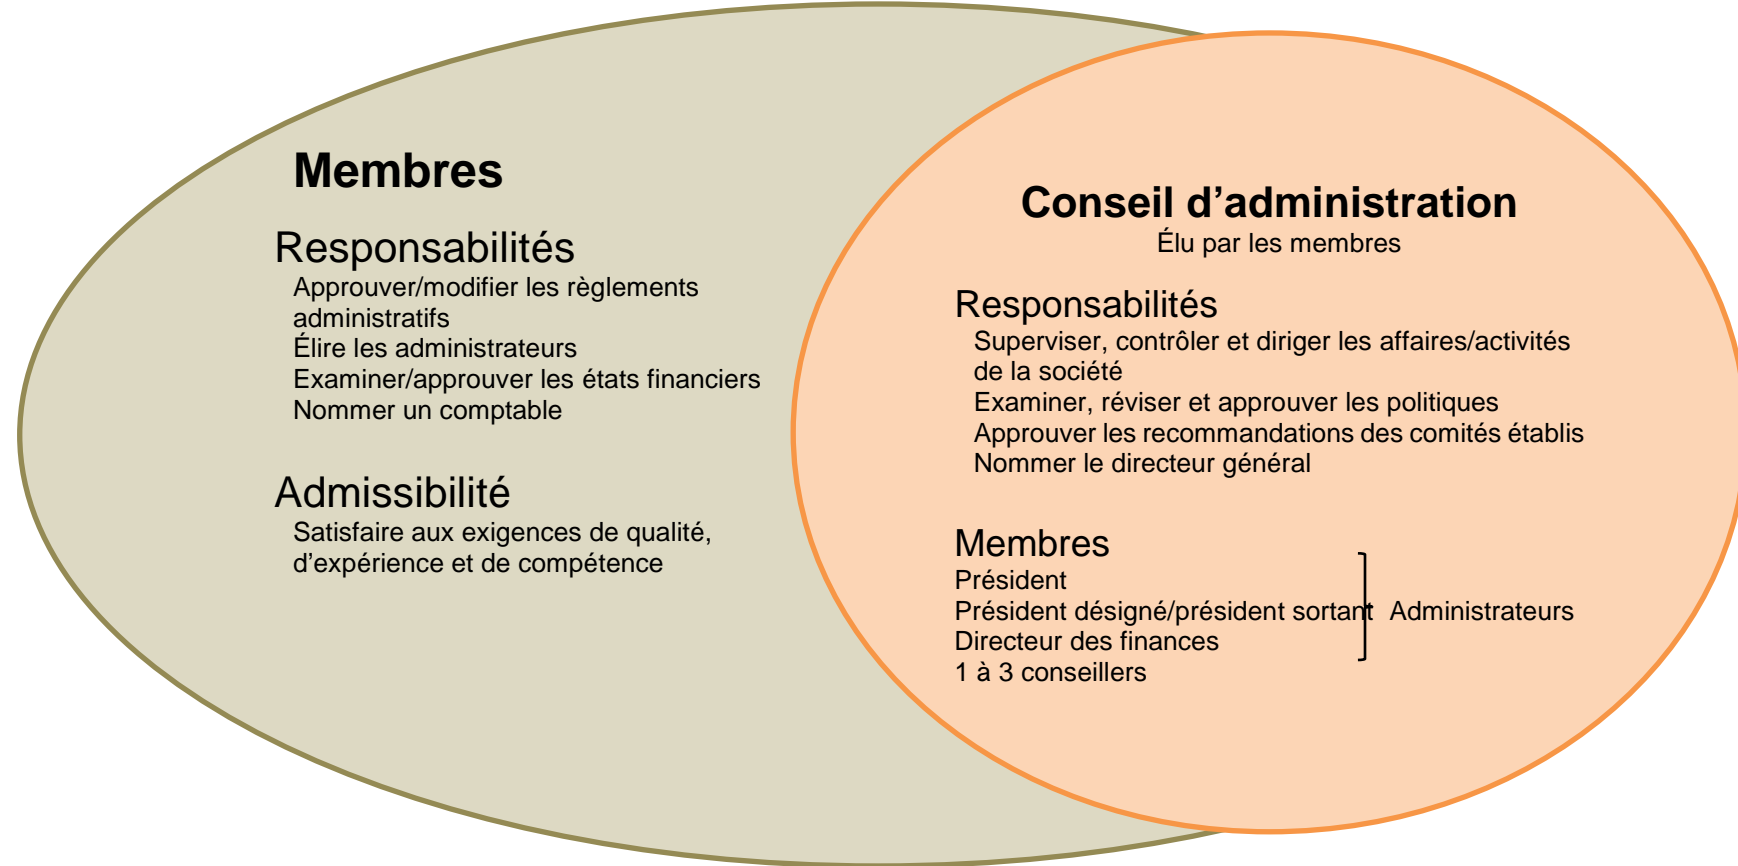 Membres
Responsabilités
Approuver/modifier les règlements
administratifs
Élire les administrateurs
Examiner/approuver les états financiers
Nommer un comptable
Admissibilité
Satisfaire aux exigences de qualité,
d’expérience et de compétence
Conseil d’administration
Élu par les membres
Responsabilités
Superviser, contrôler et diriger les affaires/activités
de la société
Examiner, réviser et approuver les politiques
Approuver les recommandations des comités établis
Nommer le directeur général
Membres
Président
Président désigné/président sortant Administrateurs
Directeur des finances
1 à 3 conseillers